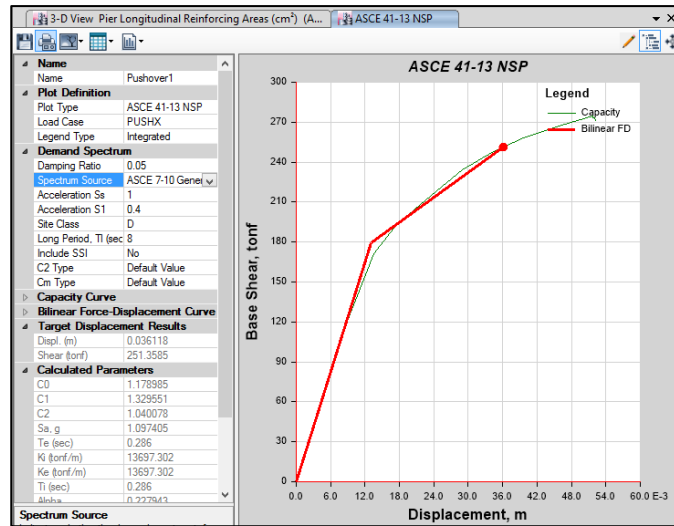 3-D View Pier Longitudinal Reinforcing Areas (cm²) (A...
ASCE 41-13 NSP
Name
Name Pushover1
Plot Definition
Plot Type ASCE 41-13 NSP
Load Case PUSHX
Legend Type Integrated
Demand Spectrum
Damping Ratio 0.05
Spectrum Source ASCE 7-10 Gener
Acceleration Ss 1
Acceleration S1 0.4
Site Class D
Long Period, Tl (sec 8
Include SSI No
C2 Type Default Value
Cm Type Default Value
Capacity Curve
Bilinear Force-Displacement Curve
Target Displacement Results
Displ. (m) 0.036118
Shear (tonf) 251.3585
Calculated Parameters
C0 1.178985
C1 1.329551
C2 1.040078
Sa, g 1.097405
Te (sec) 0.286
Ki (tonf/m) 13697.302
Ke (tonf/m) 13697.302
Ti (sec) 0.286
Alpha 0.227943
Spectrum Source
ASCE 41-13 NSP
Legend
Capacity
Bilinear FD
Base Shear, tonf
300
270
240
210
180
150
120
90
60
30
0
0.0 6.0 12.0 18.0 24.0 30.0 36.0 42.0 48.0 54.0 60.0 E-3
Displacement, m